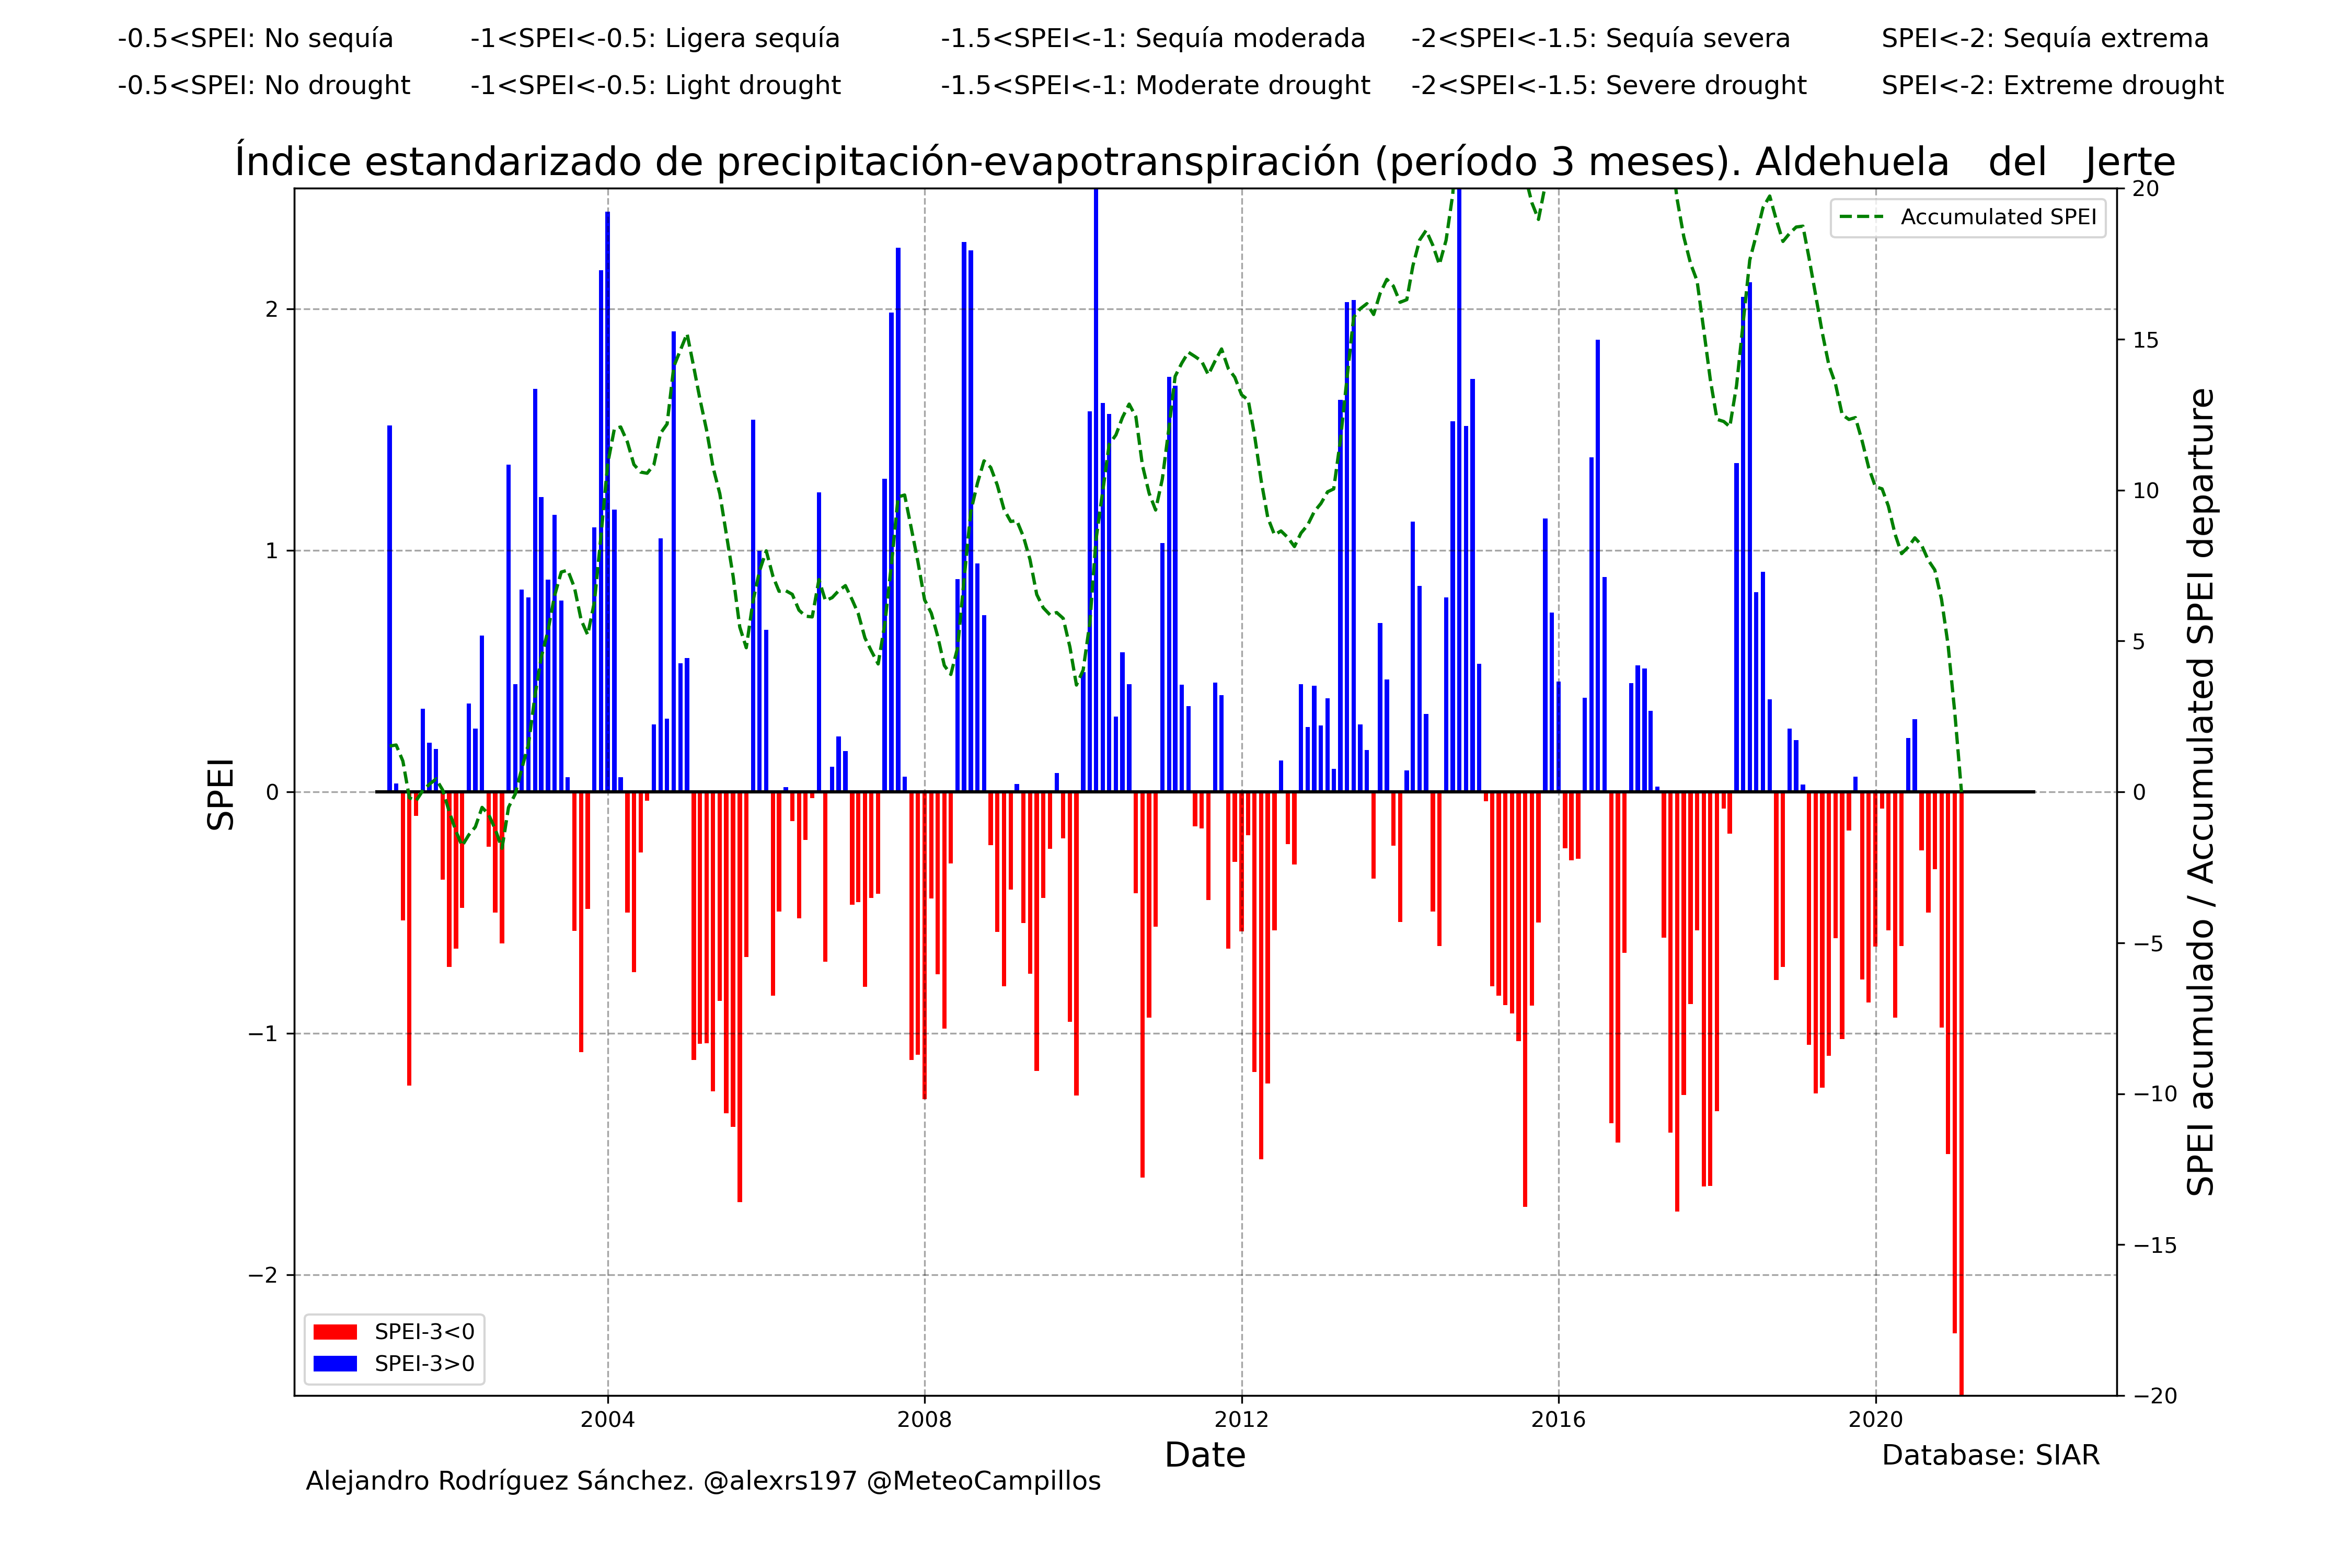 -0.5<SPEI: No sequía -1<SPEI<-0.5: Ligera sequía -1.5<SPEI<-1: Sequía moderada -2<SPEI<-1.5: Sequía severa SPEI<-2: Sequía extrema
-0.5<SPEI: No drought -1<SPEI<-0.5: Light drought -1.5<SPEI<-1: Moderate drought -2<SPEI<-1.5: Severe drought SPEI<-2: Extreme drought
Índice estandarizado de precipitación-evapotranspiración (período 3 meses). Aldehuela del Jerte
Accumulated SPEI
SPEI
2
1
0
−1
−2
20
15
10
5
0
−5
−10
−15
−20
SPEI acumulado / Accumulated SPEI departure
SPEI-3<0
SPEI-3>0
2004 2008 2012 2016 2020
Date
Database: SIAR
Alejandro Rodríguez Sánchez. @alexrs197 @MeteoCampillos